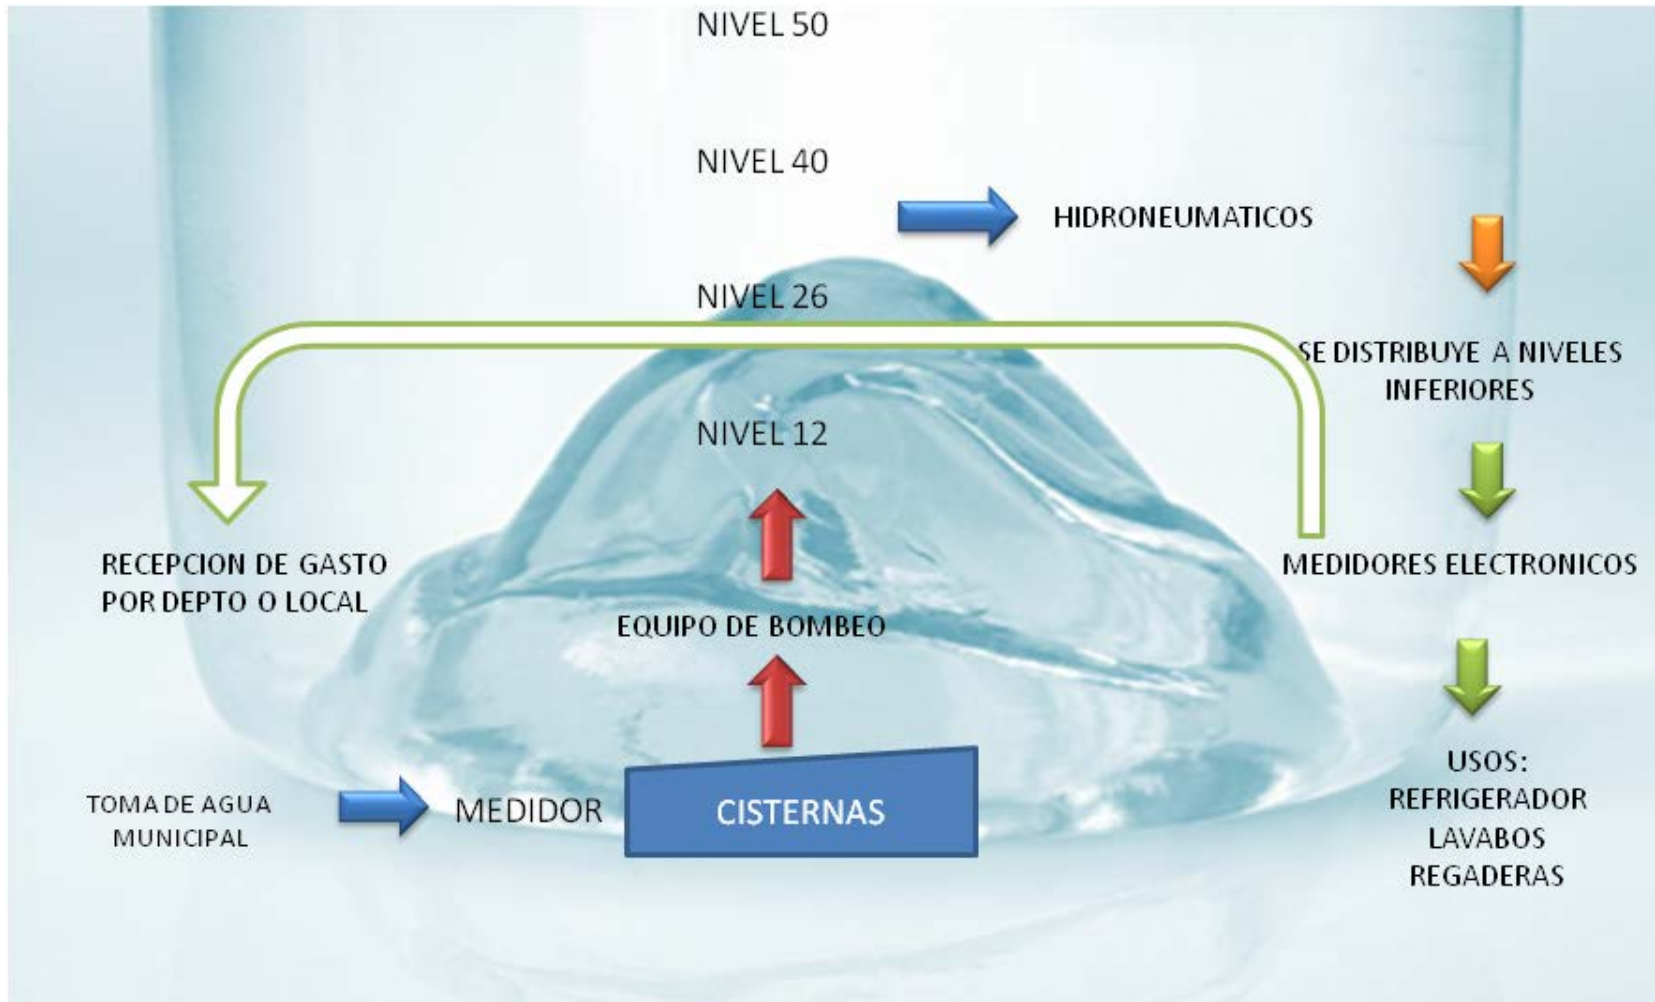 NIVEL 50
NIVEL 40
HIDRONEUMATICOS
NIVEL 26
SE DISTRIBUYE A NIVELES
INFERIORES
NIVEL 12
MEDIDORES ELECTRONICOS
RECEPCION DE GASTO
POR DEPTO O LOCAL
EQUIPO DE BOMBEO
TOMA DE AGUA
MUNICIPAL
MEDIDOR
CISTERNAS
USOS:
REFRIGERADOR
LAVABOS
REGADERAS